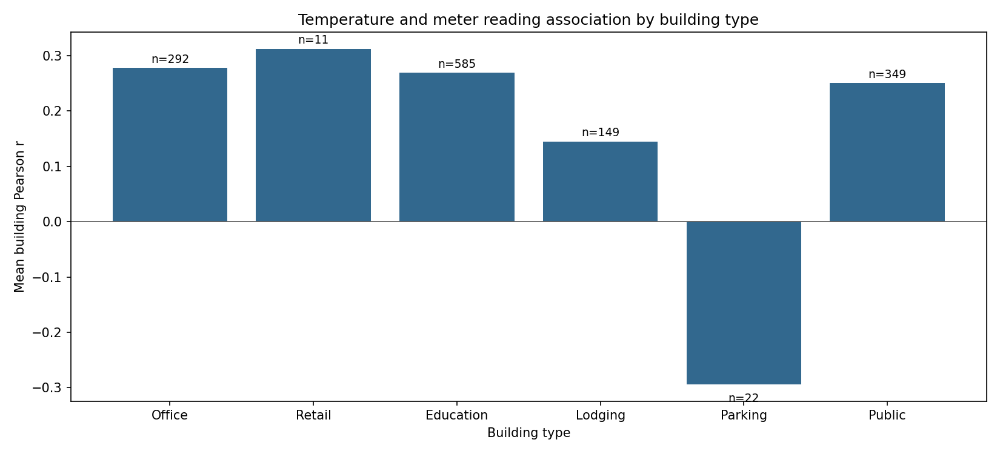 Temperature and meter reading association by building type
n=292
n=11
n=585
n=149
n=22
n=349
0.3
0.2
0.1
0.0
−0.1
−0.2
−0.3
Mean building Pearson r
Office
Retail
Education
Lodging
Parking
Public
Building type